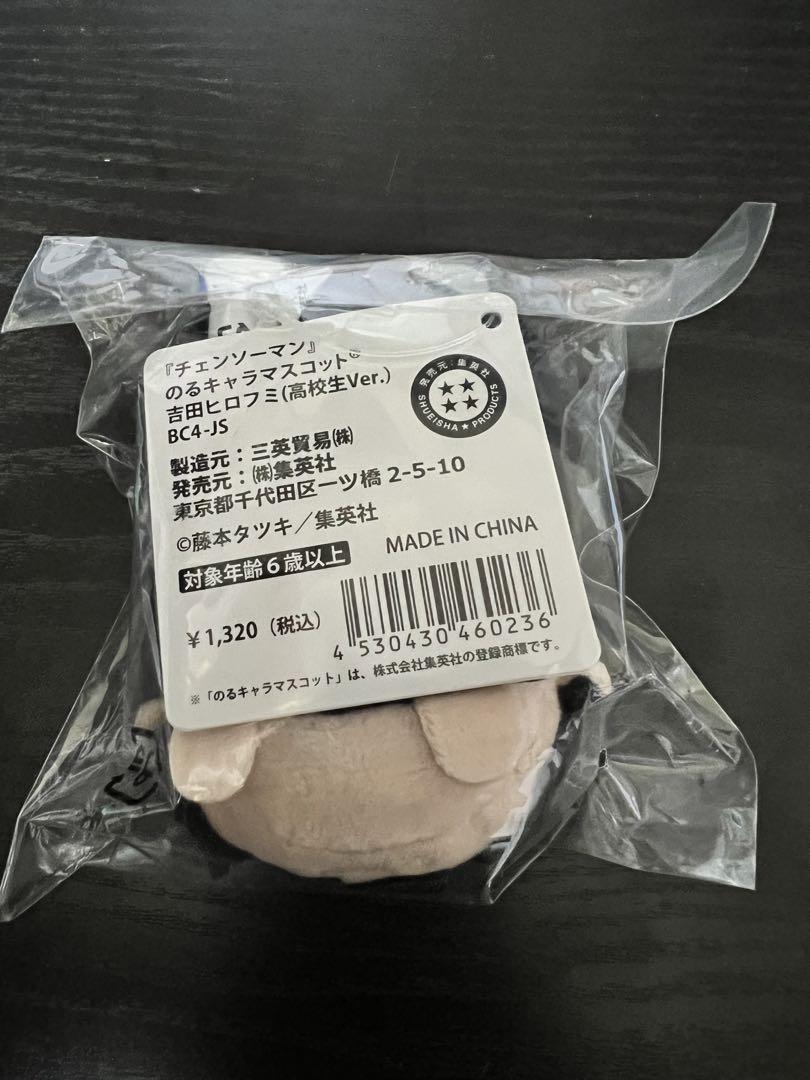 『チェンソーマン』
のるキャラマスコット®
吉田ヒロフミ(高校生Ver.)
BC4-JS
製造元：三英貿易㈱
発売元：㈱集英社
東京都千代田区一ツ橋 2-5-10
©藤本タツキ／集英社
MADE IN CHINA
対象年齢６歳以上
¥1,320（税込）
4 530430 460236
※「のるキャラマスコット」は、株式会社集英社の登録商標です。
発売元：集英社
SHUEISHA★PRODUCTS